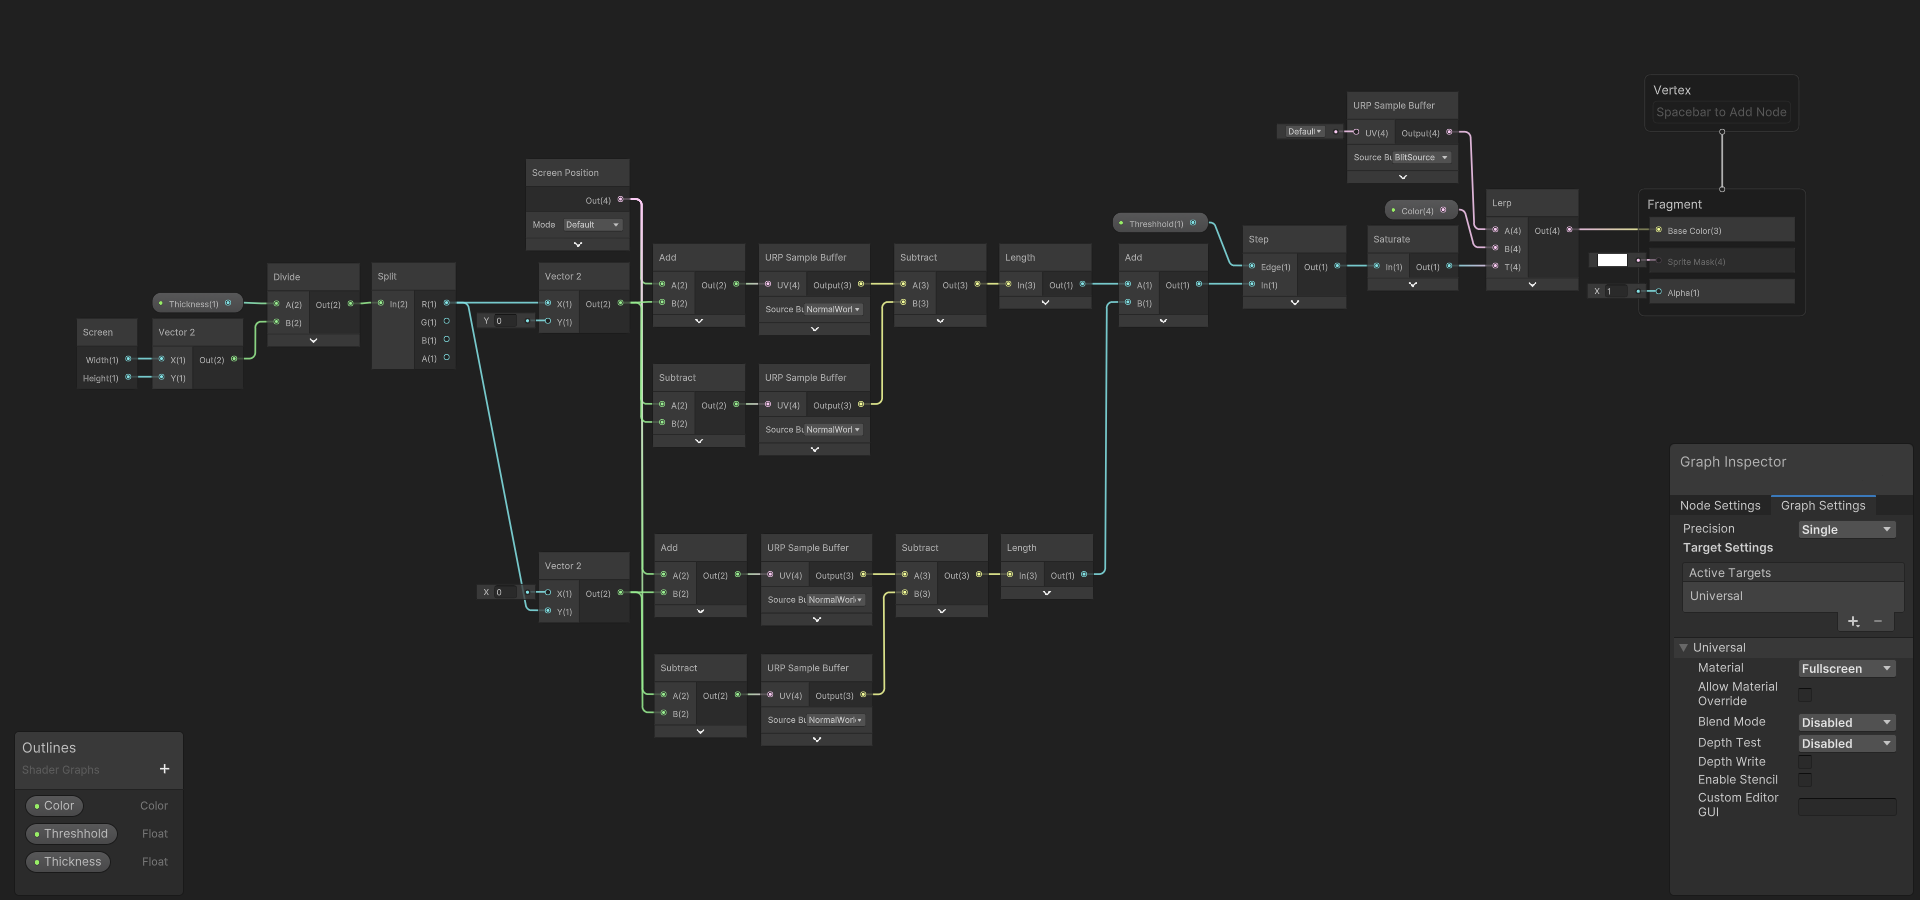 Vertex
Spacebar to Add Node
URP Sample Buffer
Default
UV(4) Output(4)
Source Bu BlitSource
Color(4)
Lerp
A(4) Out(4)
B(4)
T(4)
Fragment
Base Color(3)
Sprite Mask(4)
X 1
Alpha(1)
Screen Position
Out(4)
Mode Default
Threshhold(1)
Step
Edge(1) Out(1)
In(1)
Saturate
In(1) Out(1)
Screen
Width(1)
Height(1)
Thickness(1)
Vector 2
X(1) Out(2)
Y(1)
Divide
A(2) Out(2)
B(2)
Split
In(2) R(1)
G(1)
B(1)
A(1)
Y 0
Vector 2
X(1) Out(2)
Y(1)
Add
A(2) Out(2)
B(2)
URP Sample Buffer
UV(4) Output(3)
Source Bu NormalWorl
Subtract
A(3) Out(3)
B(3)
Length
In(3) Out(1)
Add
A(1) Out(1)
B(1)
Subtract
A(2) Out(2)
B(2)
URP Sample Buffer
UV(4) Output(3)
Source Bu NormalWorl
X 0
Vector 2
X(1) Out(2)
Y(1)
Add
A(2) Out(2)
B(2)
URP Sample Buffer
UV(4) Output(3)
Source Bu NormalWorl
Subtract
A(3) Out(3)
B(3)
Length
In(3) Out(1)
Subtract
A(2) Out(2)
B(2)
URP Sample Buffer
UV(4) Output(3)
Source Bu NormalWorl
Outlines
Shader Graphs
+
Color Color
Threshhold Float
Thickness Float
Graph Inspector
Node Settings Graph Settings
Precision Single
Target Settings
Active Targets
Universal
+ −
Universal
Material Fullscreen
Allow Material
Override
Blend Mode Disabled
Depth Test Disabled
Depth Write
Enable Stencil
Custom Editor
GUI